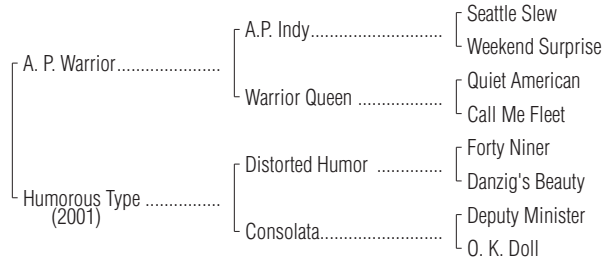 Seattle Slew
A.P. Indy....................................
Weekend Surprise
A. P. Warrior......................
Quiet American
Warrior Queen ......................
Call Me Fleet
Forty Niner
Distorted Humor .................
Danzig's Beauty
Humorous Type ................
(2001)
Deputy Minister
Consolata................................
O. K. Doll